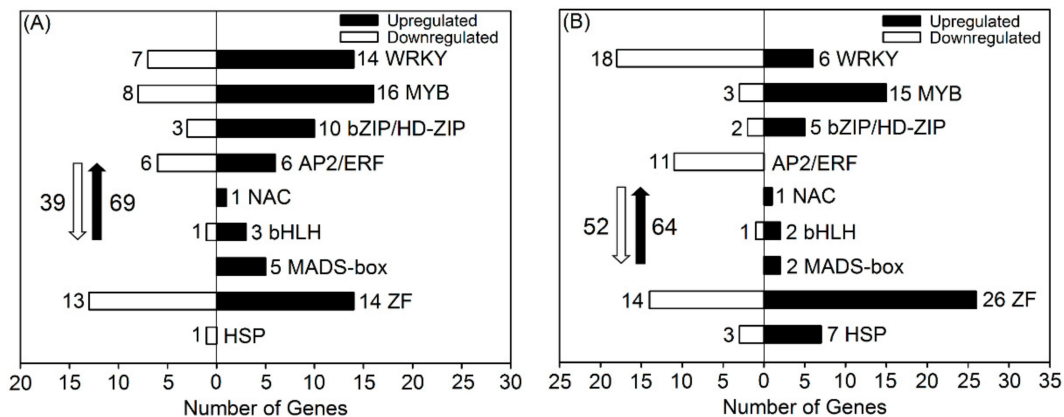 (A)
Upregulated
Downregulated
7 14 WRKY
8 16 MYB
3 10 bZIP/HD-ZIP
6 6 AP2/ERF
1 NAC
39 69
1 3 bHLH
5 MADS-box
13 14 ZF
1 HSP
20 10 5 0 5 10 15 20 25 30
Number of Genes
(B)
Upregulated
Downregulated
18 6 WRKY
3 15 MYB
2 5 bZIP/HD-ZIP
11 AP2/ERF
1 NAC
52 64
1 2 bHLH
2 MADS-box
14 26 ZF
3 7 HSP
25 20 15 10 5 0 5 10 15 20 25 30 35
Number of Genes